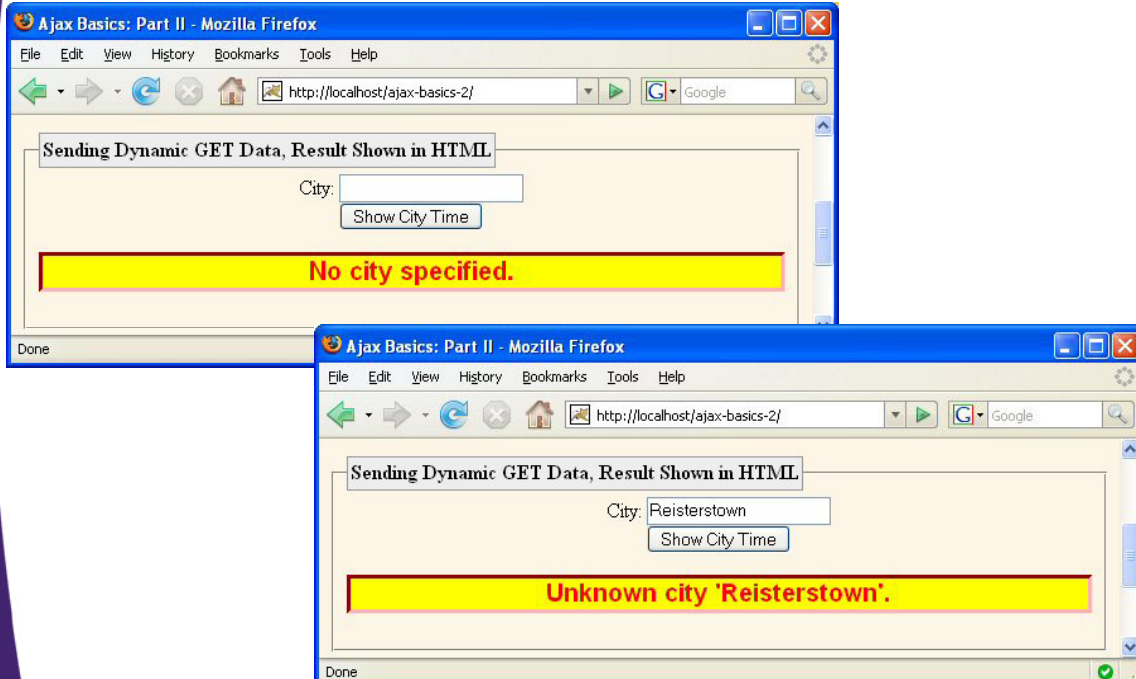 Ajax Basics: Part II - Mozilla Firefox
File Edit View History Bookmarks Tools Help
http://localhost/ajax-basics-2/ G Google
Sending Dynamic GET Data, Result Shown in HTML
City:
Show City Time
No city specified.
Done
Ajax Basics: Part II - Mozilla Firefox
File Edit View History Bookmarks Tools Help
http://localhost/ajax-basics-2/ G Google
Sending Dynamic GET Data, Result Shown in HTML
City: Reisterstown
Show City Time
Unknown city 'Reisterstown'.
Done